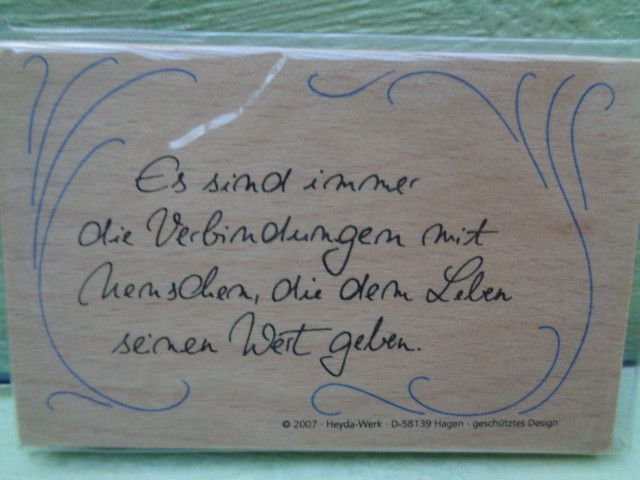 Es sind immer
die Verbindungen mit
Menschen, die dem Leben
seinen Wert geben.
© 2007 · Heyda-Werk · D-58139 Hagen · geschütztes Design